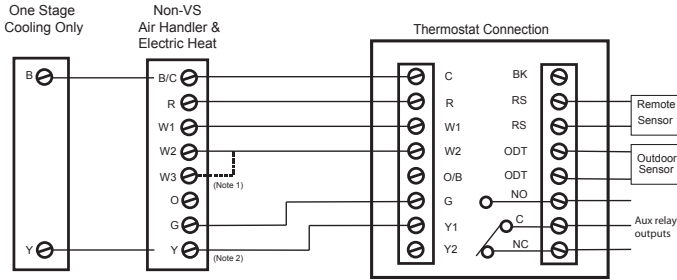 One Stage
Cooling Only
Non-VS
Air Handler &
Electric Heat
Thermostat Connection
B
Y
B/C
R
W1
W2
W3
(Note 1)
O
G
Y
(Note 2)
C
R
W1
W2
O/B
G
Y1
Y2
BK
RS
RS
ODT
ODT
NO
C
NC
Remote
Sensor
Outdoor
Sensor
Aux relay
outputs